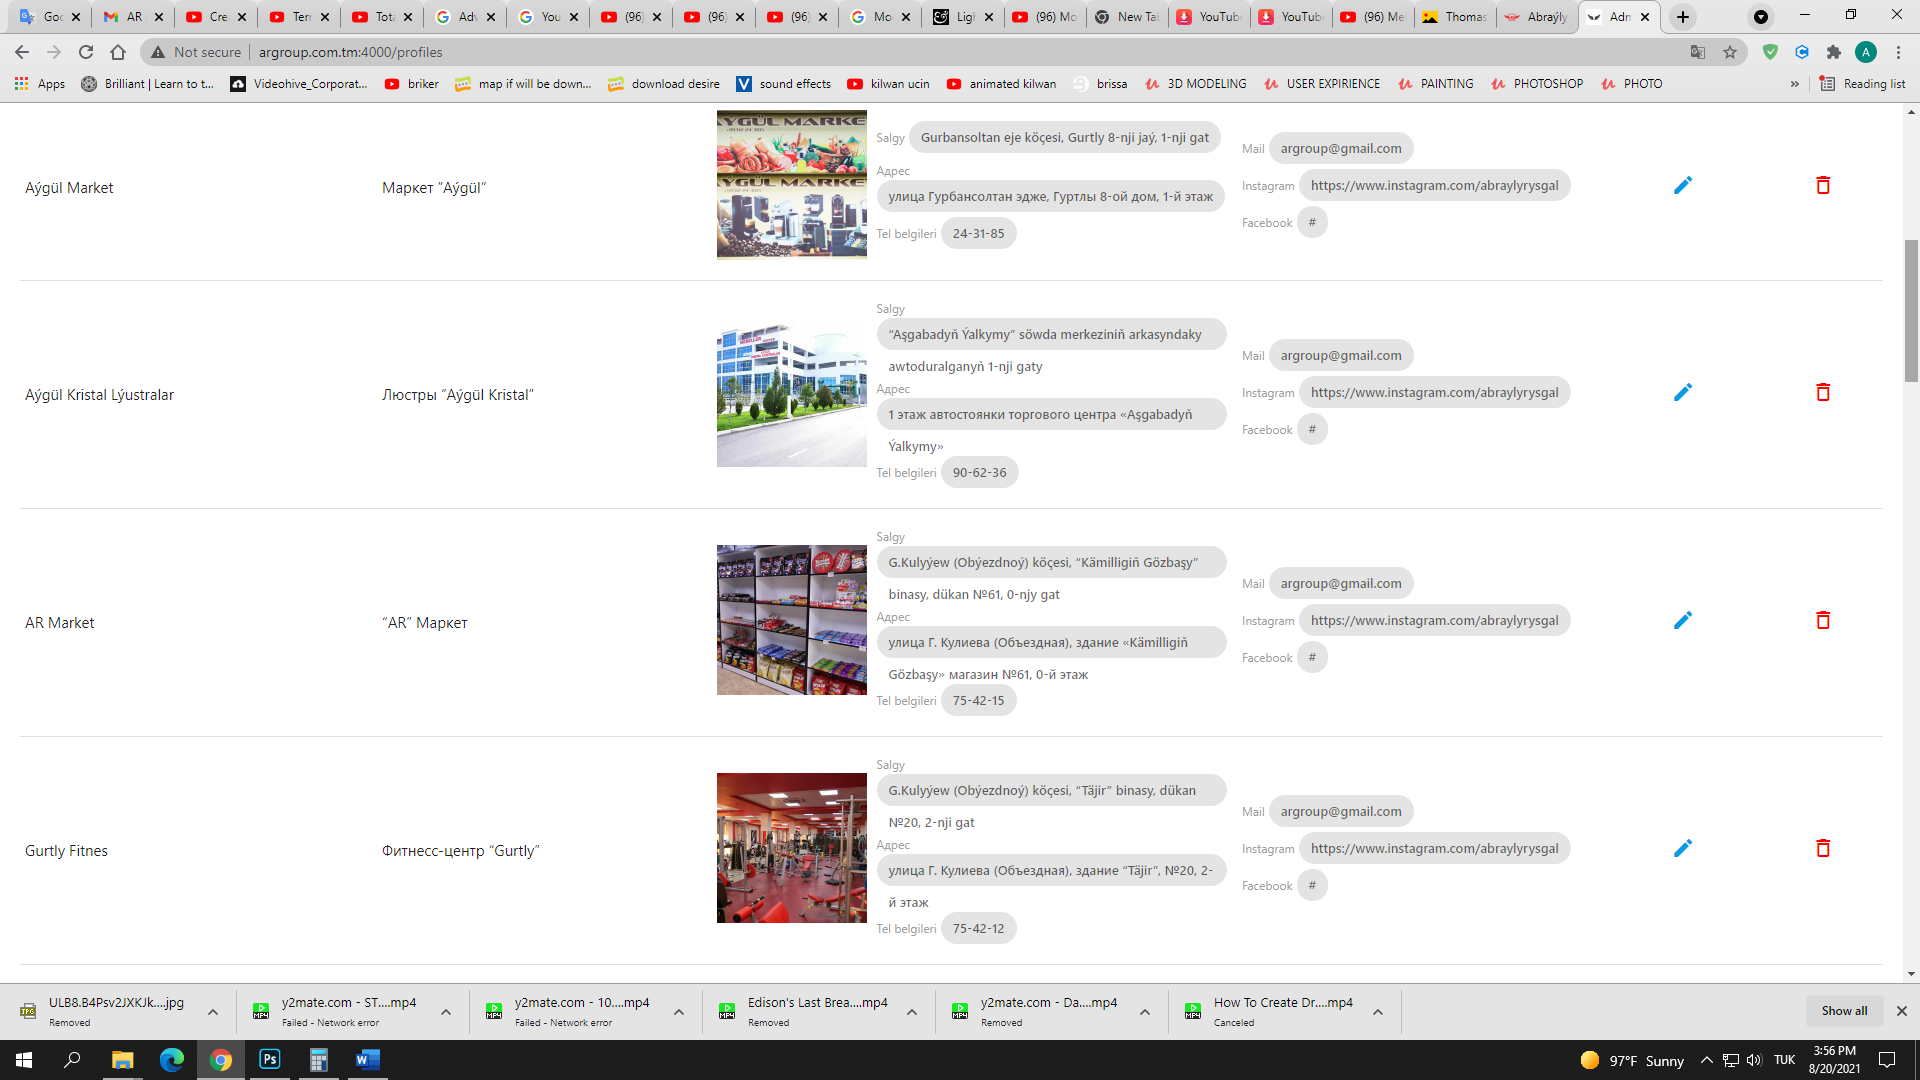 Goo
AR
Cre
Terr
Tota
Adv
You
(96)
(96)
(96)
Mo
Ligh
(96) Mo
New Ta
YouTub
YouTub
(96) Me
Thomas
Abraýly
Adm
Not secure
argroup.com.tm:4000/profiles
A
Apps
Brilliant | Learn to t...
Videohive_Corporat...
briker
map if will be down...
download desire
sound effects
kilwan ucin
animated kilwan
brissa
3D MODELING
USER EXPIRIENCE
PAINTING
PHOTOSHOP
PHOTO
»
Reading list
Aýgül Market
Маркет ”Aýgül”
AÝGÜL MARKE
AÝGÜL MARKE
Salgy Gurbansoltan eje köçesi, Gurtly 8-nji jaý, 1-nji gat
Адрес
улица Гурбансолтан эдже, Гуртлы 8-ой дом, 1-й этаж
Tel belgileri 24-31-85
Mail argroup@gmail.com
Instagram https://www.instagram.com/abraylyrysgal
Facebook #
Aýgül Kristal Lýustralar
Люстры ”Aýgül Kristal”
Salgy
“Aşgabadyň Ýalkymy” söwda merkeziniň arkasyndaky
awtoduralganyň 1-nji gaty
Адрес
1 этаж автостоянки торгового центра «Aşgabadyň
Ýalkymy»
Tel belgileri 90-62-36
Mail argroup@gmail.com
Instagram https://www.instagram.com/abraylyrysgal
Facebook #
AR Market
“AR” Маркет
Salgy
G.Kulyýew (Obýezdnoý) köçesi, “Kämilligiň Gözbaşy”
binasy, dükan №61, 0-njy gat
Адрес
улица Г. Кулиева (Объездная), здание «Kämilligiň
Gözbaşy» магазин №61, 0-й этаж
Tel belgileri 75-42-15
Mail argroup@gmail.com
Instagram https://www.instagram.com/abraylyrysgal
Facebook #
Gurtly Fitnes
Фитнесс-центр “Gurtly”
Salgy
G.Kulyýew (Obýezdnoý) köçesi, “Täjir” binasy, dükan
№20, 2-nji gat
Адрес
улица Г. Кулиева (Объездная), здание “Täjir”, №20, 2-
й этаж
Tel belgileri 75-42-12
Mail argroup@gmail.com
Instagram https://www.instagram.com/abraylyrysgal
Facebook #
ULB8.B4Psv2JXKJk....jpg
Removed
y2mate.com - ST....mp4
Failed - Network error
y2mate.com - 10....mp4
Failed - Network error
Edison's Last Brea....mp4
Removed
y2mate.com - Da....mp4
Removed
How To Create Dr....mp4
Canceled
Show all
97°F Sunny
TUK
3:56 PM
8/20/2021